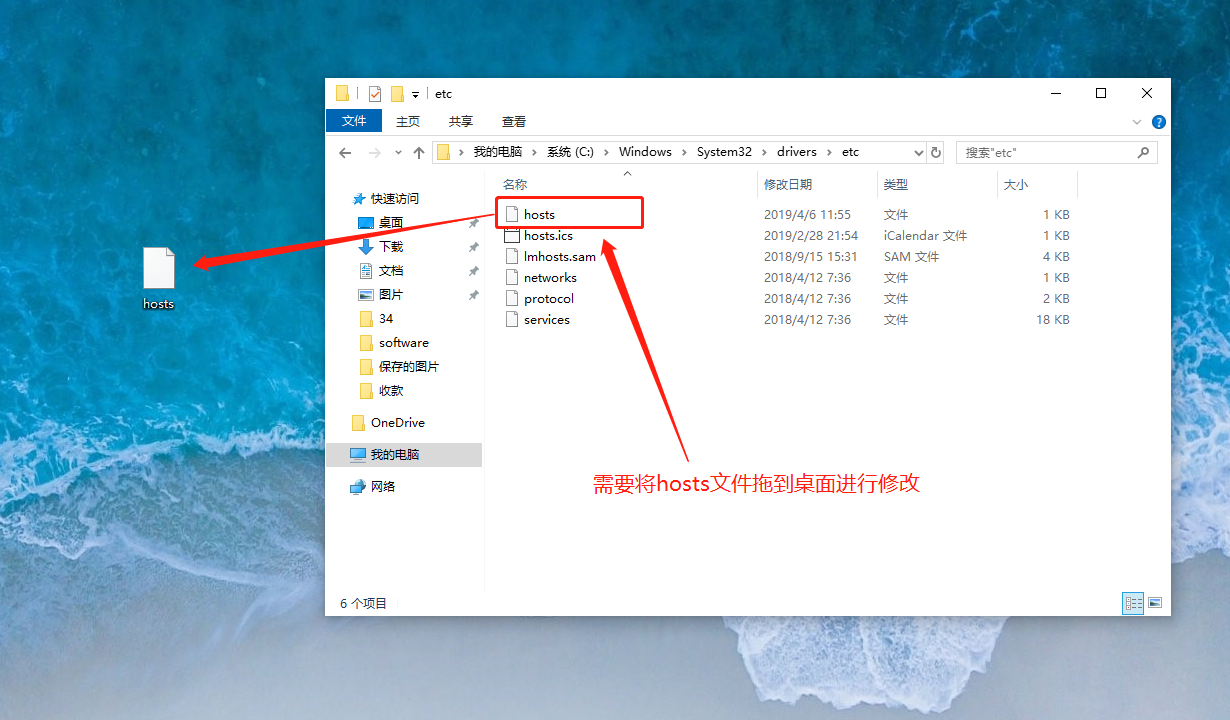 etc
文件 主页 共享 查看
我的电脑 系统 (C:) Windows System32 drivers etc
搜索"etc"
名称 修改日期 类型 大小
快速访问
桌面
下载
文档
图片
34
software
保存的图片
收款
OneDrive
我的电脑
网络
hosts 2019/4/6 11:55 文件 1 KB
hosts.ics 2019/2/28 21:54 iCalendar 文件 1 KB
lmhosts.sam 2018/9/15 15:31 SAM 文件 4 KB
networks 2018/4/12 7:36 文件 1 KB
protocol 2018/4/12 7:36 文件 2 KB
services 2018/4/12 7:36 文件 18 KB
hosts
需要将hosts文件拖到桌面进行修改
6 个项目